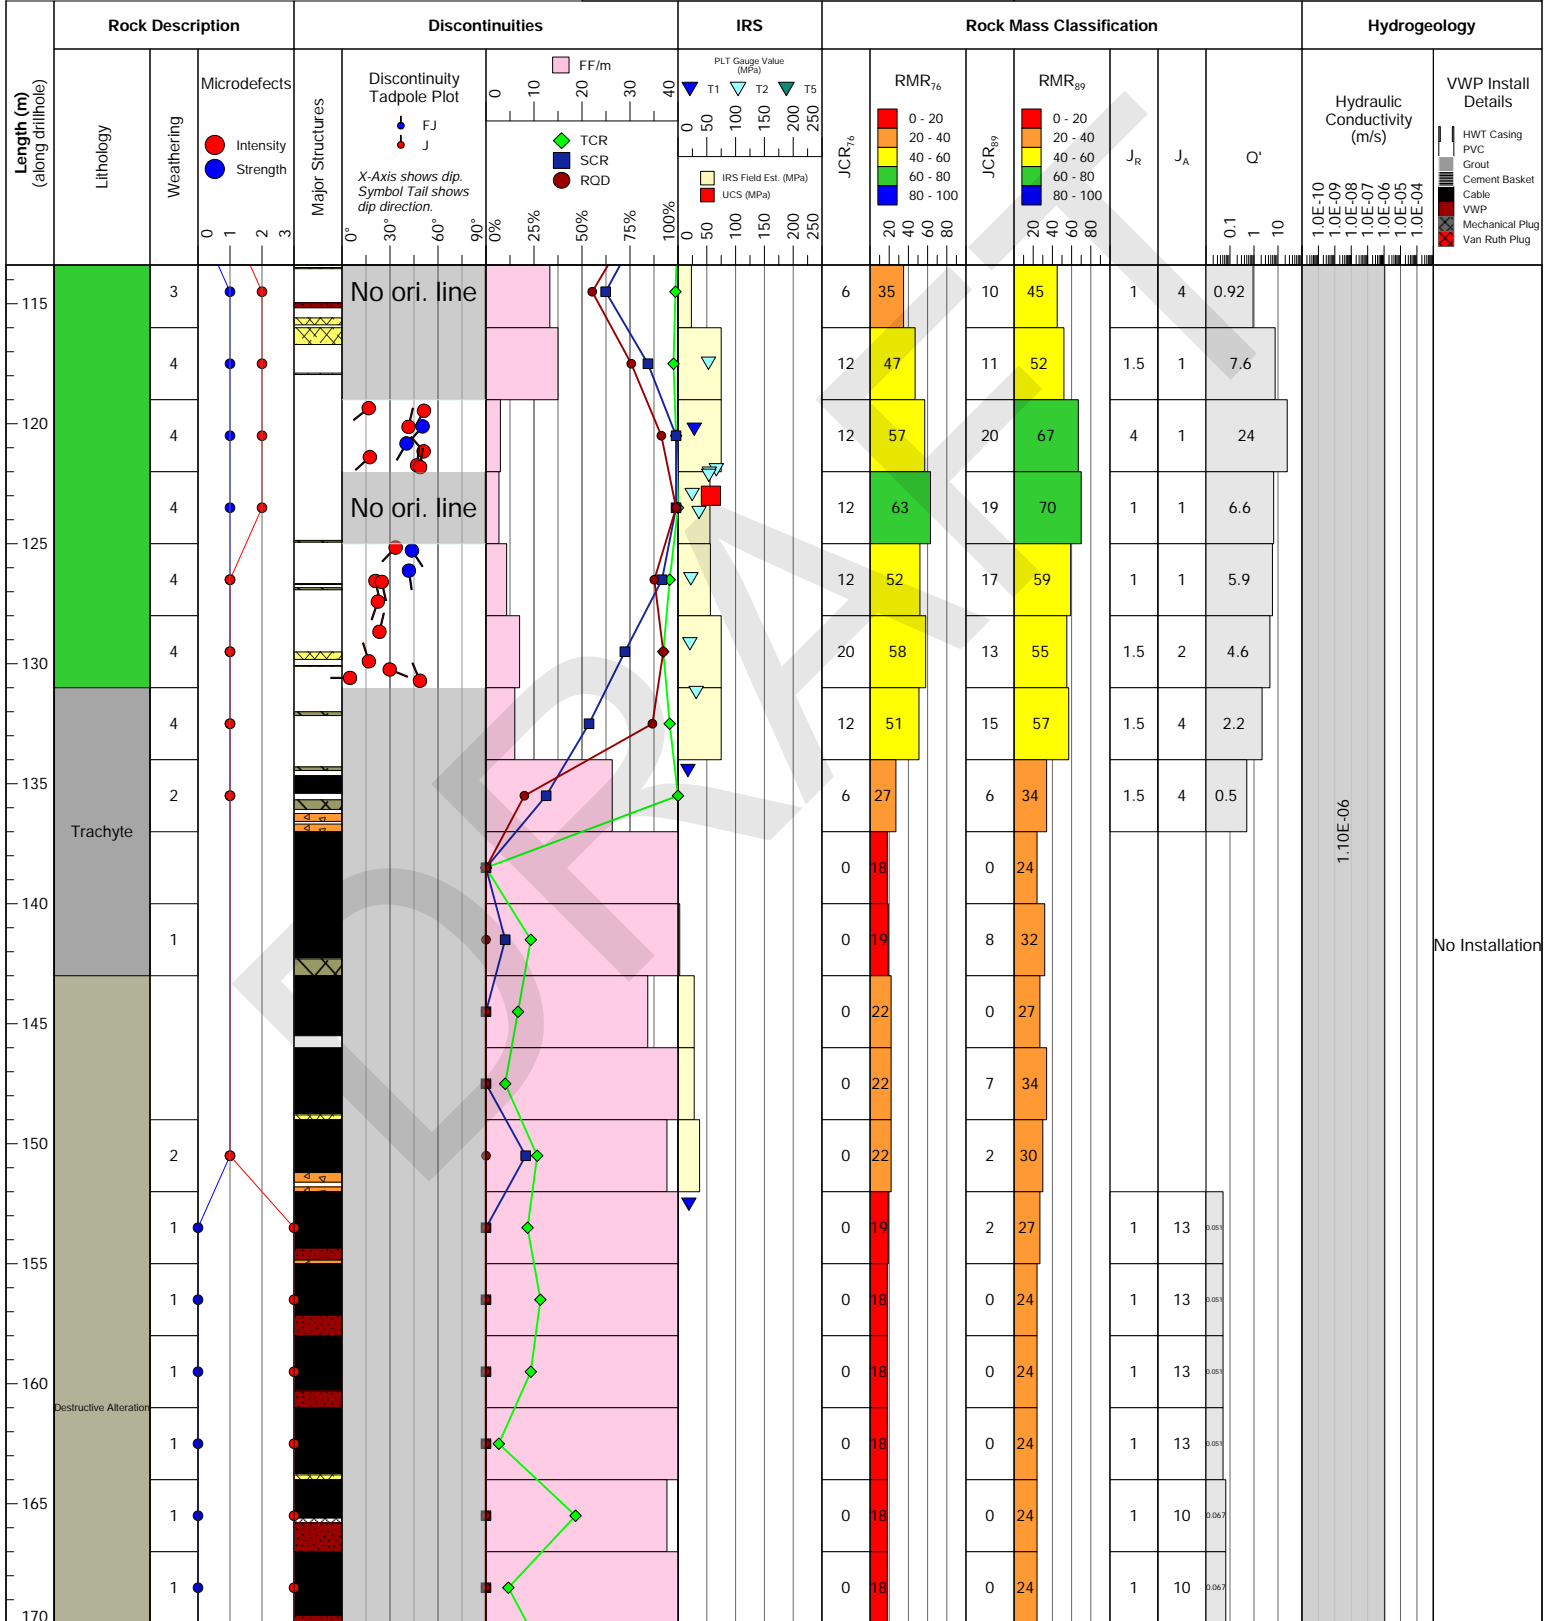 Rock Description
Discontinuities
IRS
Rock Mass Classification
Hydrogeology
Length (m)
(along drillhole)
Lithology
Weathering
Microdefects
Intensity
Strength
0 1 2 3
Major Structures
Discontinuity
Tadpole Plot
FJ
J
X-Axis shows dip.
Symbol Tail shows
dip direction.
0° 30° 60° 90°
FF/m
0 10 20 30 40
TCR
SCR
RQD
0% 25% 50% 75% 100%
PLT Gauge Value
(MPa)
T1 T2 T5
0 50 100 150 200 250
IRS Field Est. (MPa)
UCS (MPa)
0 50 100 150 200 250
JCR76
RMR76
0 - 20
20 - 40
40 - 60
60 - 80
80 - 100
20 40 60 80
JCR89
RMR89
0 - 20
20 - 40
40 - 60
60 - 80
80 - 100
20 40 60 80
JR
JA
Q'
0.1 1 10
Hydraulic
Conductivity
(m/s)
1.0E-10
1.0E-09
1.0E-08
1.0E-07
1.0E-06
1.0E-05
1.0E-04
VWP Install
Details
HWT Casing
PVC
Grout
Cement Basket
Cable
VWP
Mechanical Plug
Van Ruth Plug
115
120
125
130
135
140
145
150
155
160
165
170
Trachyte
Destructive Alteration
No ori. line
No ori. line
3 6 35 10 45 1 4 0.92
4 12 47 11 52 1.5 1 7.6
4 12 57 20 67 4 1 24
4 12 63 19 70 1 1 6.6
4 12 52 17 59 1 1 5.9
4 20 58 13 55 1.5 2 4.6
4 12 51 15 57 1.5 4 2.2
2 6 27 6 34 1.5 4 0.5
0 18 0 24
1 0 19 8 32
0 22 0 27
0 22 7 34
2 0 22 2 30
1 0 19 2 27 1 13 0.051
1 0 18 0 24 1 13 0.051
1 0 18 0 24 1 13 0.051
1 0 18 0 24 1 13 0.051
1 0 18 0 24 1 10 0.067
1 0 18 0 24 1 10 0.067
1.10E-06
No Installation
DRAFT